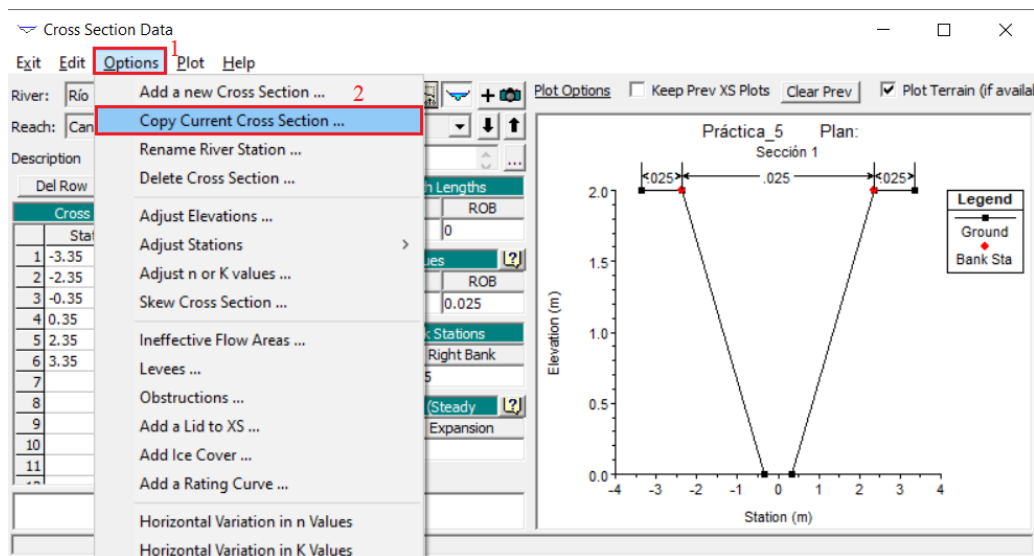 Cross Section Data
1
Exit Edit Options Plot Help
River: Río
Reach: Can
Description
Del Row
Cross
Stat
1 -3.35
2 -2.35
3 -0.35
4 0.35
5 2.35
6 3.35
7
8
9
10
11
Add a new Cross Section ... 2
Copy Current Cross Section ...
Rename River Station ...
Delete Cross Section ...
Adjust Elevations ...
Adjust Stations
Adjust n or K values ...
Skew Cross Section ...
Ineffective Flow Areas ...
Levees ...
Obstructions ...
Add a Lid to XS ...
Add Ice Cover ...
Add a Rating Curve ...
Horizontal Variation in n Values
Horizontal Variation in K Values
...
h Lengths
ROB
0
ues
ROB
0.025
k Stations
Right Bank
5
(Steady
Expansion
Plot Options Keep Prev XS Plots Clear Prev Plot Terrain (if availab
Práctica_5 Plan:
Sección 1
.025 .025 .025
2.0
1.5
1.0
0.5
0.0
Elevation (m)
-4 -3 -2 -1 0 1 2 3 4
Station (m)
Legend
Ground
Bank Sta